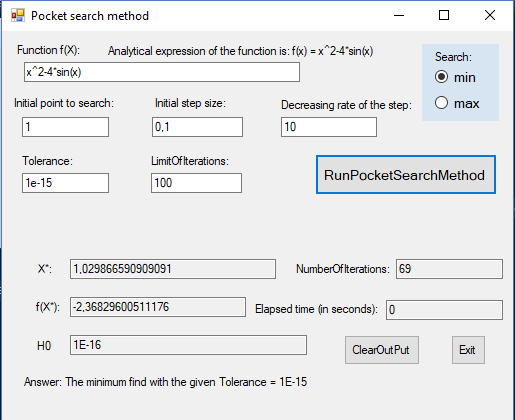 Pocket search method
Function f(X): Analytical expression of the function is: f(x) = x^2-4*sin(x)
x^2-4*sin(x)
Search:
min
max
Initial point to search: Initial step size: Decreasing rate of the step:
1 0,1 10
Tolerance: LimitOfIterations:
1e-15 100
RunPocketSearchMethod
X*: 1,029866590909091 NumberOfIterations: 69
f(X*): -2,36829600511176 Elapsed time (in seconds): 0
H0 1E-16
ClearOutPut Exit
Answer: The minimum find with the given Tolerance = 1E-15